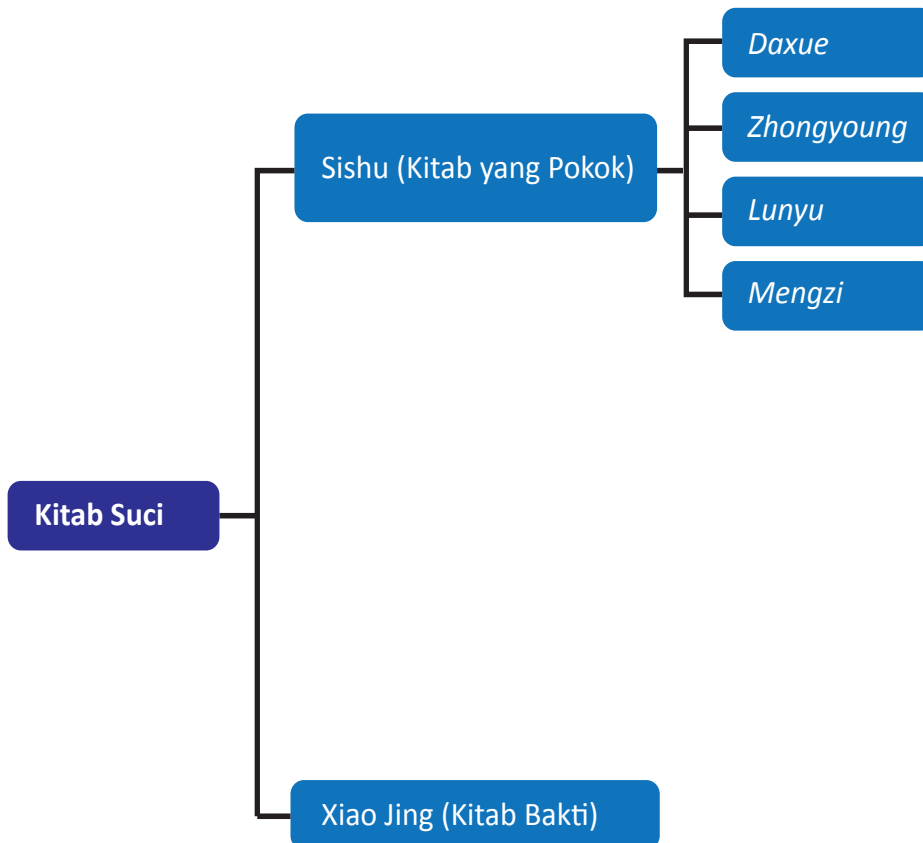 Kitab Suci
Sishu (Kitab yang Pokok)
Daxue
Zhongyoung
Lunyu
Mengzi
Xiao Jing (Kitab Bakti)